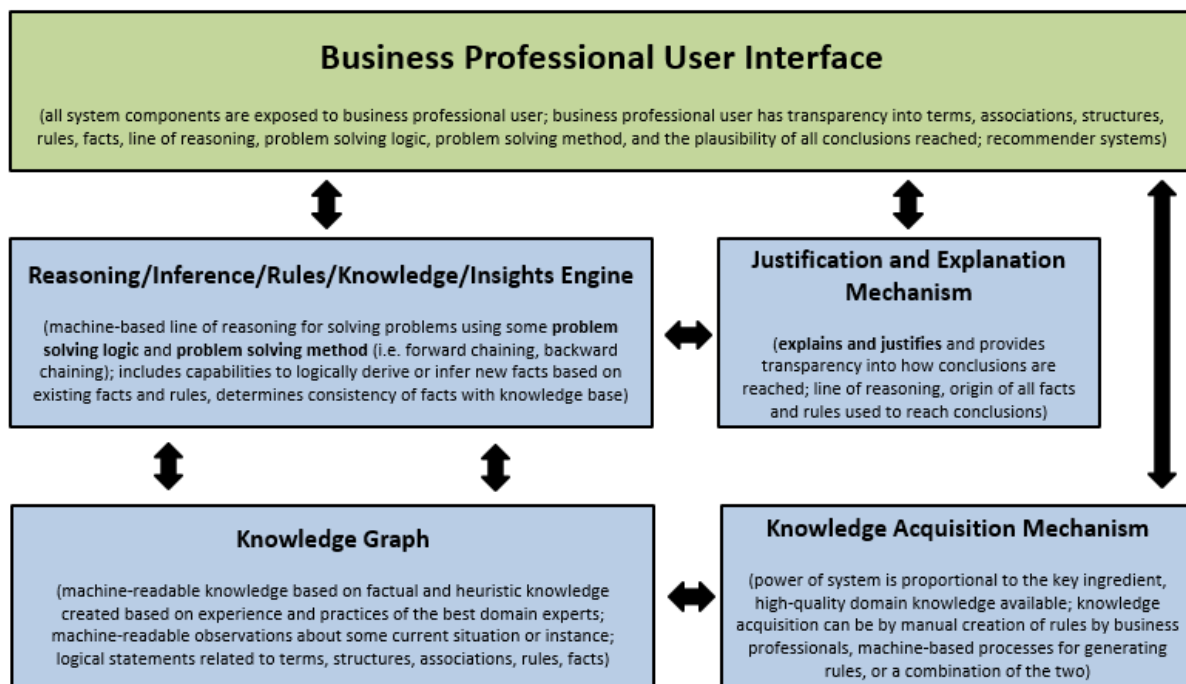 Business Professional User Interface
(all system components are exposed to business professional user; business professional user has transparency into terms, associations, structures,
rules, facts, line of reasoning, problem solving logic, problem solving method, and the plausibility of all conclusions reached; recommender systems)
Reasoning/Inference/Rules/Knowledge/Insights Engine
(machine-based line of reasoning for solving problems using some problem
solving logic and problem solving method (i.e. forward chaining, backward
chaining); includes capabilities to logically derive or infer new facts based on
existing facts and rules, determines consistency of facts with knowledge base)
Justification and Explanation
Mechanism
(explains and justifies and provides
transparency into how conclusions are
reached; line of reasoning, origin of all facts
and rules used to reach conclusions)
Knowledge Graph
(machine-readable knowledge based on factual and heuristic knowledge
created based on experience and practices of the best domain experts;
machine-readable observations about some current situation or instance;
logical statements related to terms, structures, associations, rules, facts)
Knowledge Acquisition Mechanism
(power of system is proportional to the key ingredient,
high-quality domain knowledge available; knowledge
acquisition can be by manual creation of rules by business
professionals, machine-based processes for generating
rules, or a combination of the two)